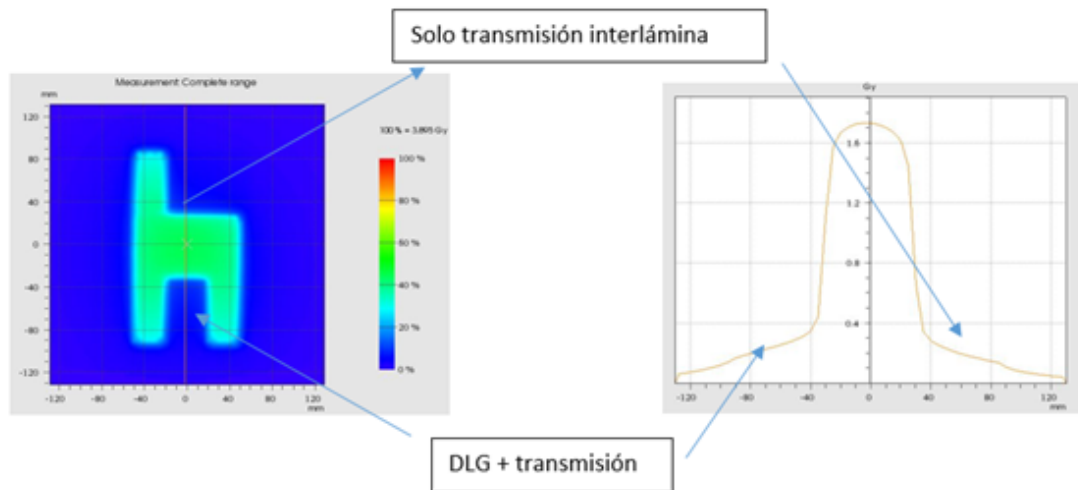 Solo transmisión interlámina
Measurement: Complete range
mm
120
80
40
0
-40
-80
-120
-120 -80 -40 0 40 80 120
mm
100 % = 3.895 Gy
100 %
80 %
60 %
40 %
20 %
0 %
Gy
1.6
1.2
0.8
0.4
-120 -80 -40 0 40 80 120
mm
DLG + transmisión